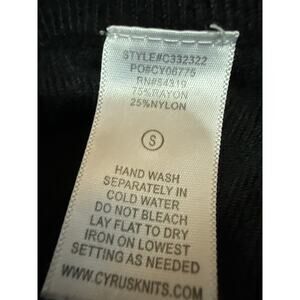 STYLE#C332322
PO#CY06775
RN#54319
75%RAYON
25%NYLON
S
HAND WASH
SEPARATELY IN
COLD WATER
DO NOT BLEACH
LAY FLAT TO DRY
IRON ON LOWEST
SETTING AS NEEDED
WWW.CYRUSKNITS.COM